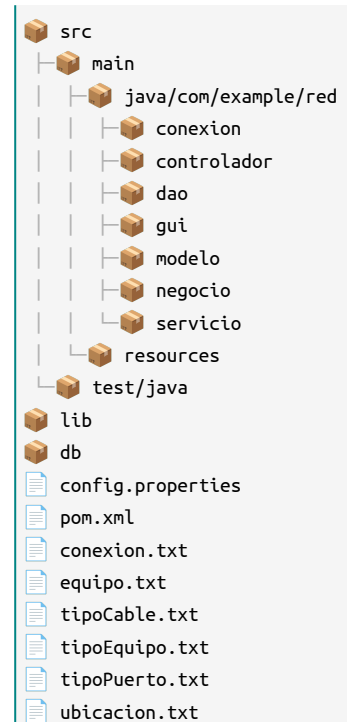 src
main
java/com/example/red
conexion
controlador
dao
gui
modelo
negocio
servicio
resources
test/java
lib
db
config.properties
pom.xml
conexion.txt
equipo.txt
tipoCable.txt
tipoEquipo.txt
tipoPuerto.txt
ubicacion.txt